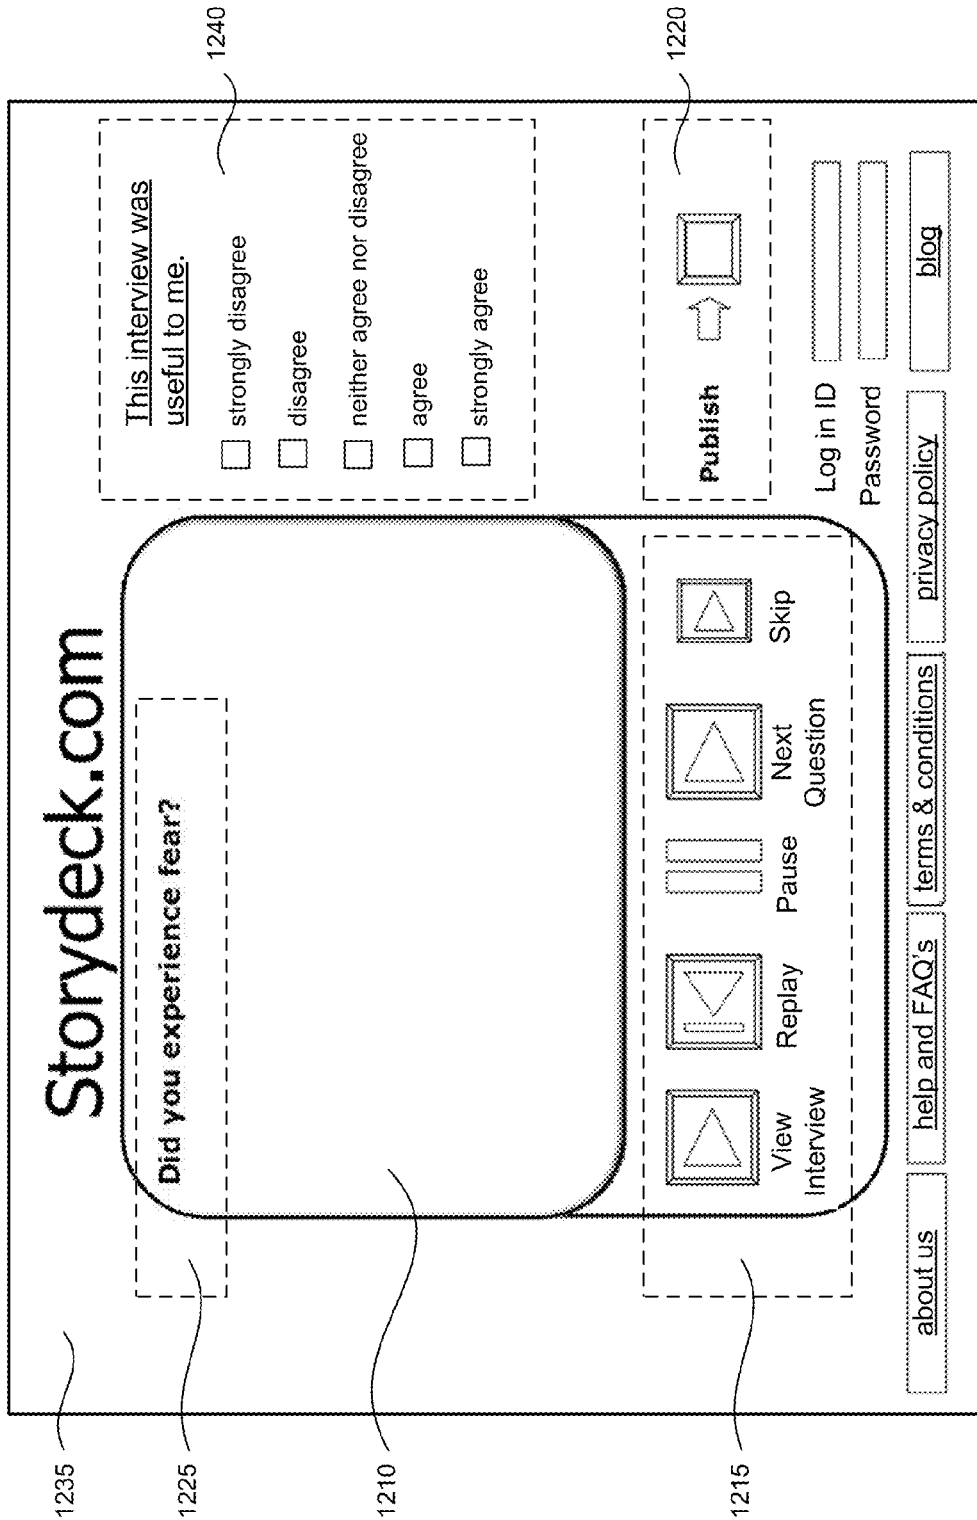 Storydeck.com
Did you experience fear?
This interview was
useful to me.
strongly disagree
disagree
neither agree nor disagree
agree
strongly agree
View
Interview
Replay
Pause
Next
Question
Skip
Publish
Log in ID
Password
about us
help and FAQ's
terms & conditions
privacy policy
blog
1235
1225
1210
1215
1240
1220